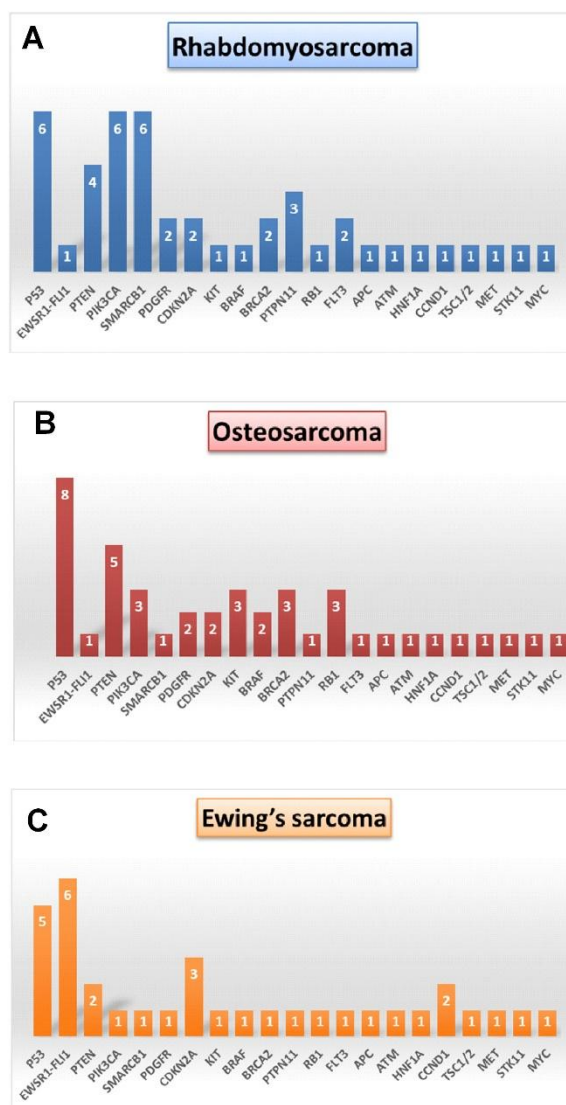 A
Rhabdomyosarcoma
6 1 4 6 6 2 2 1 1 2 3 1 2 1 1 1 1 1 1 1 1
P53 EWSR1-FLI1 PTEN PIK3CA SMARCB1 PDGFR CDKN2A KIT BRAF BRCA2 PTPN11 RB1 FLT3 APC ATM HNF1A CCND1 TSC1/2 MET STK11 MYC
B
Osteosarcoma
8 1 5 3 1 2 2 3 2 3 1 3 1 1 1 1 1 1 1 1 1
P53 EWSR1-FLI1 PTEN PIK3CA SMARCB1 PDGFR CDKN2A KIT BRAF BRCA2 PTPN11 RB1 FLT3 APC ATM HNF1A CCND1 TSC1/2 MET STK11 MYC
C
Ewing’s sarcoma
5 6 2 1 1 1 3 1 1 1 1 1 1 1 1 1 2 1 1 1 1
P53 EWSR1-FLI1 PTEN PIK3CA SMARCB1 PDGFR CDKN2A KIT BRAF BRCA2 PTPN11 RB1 FLT3 APC ATM HNF1A CCND1 TSC1/2 MET STK11 MYC